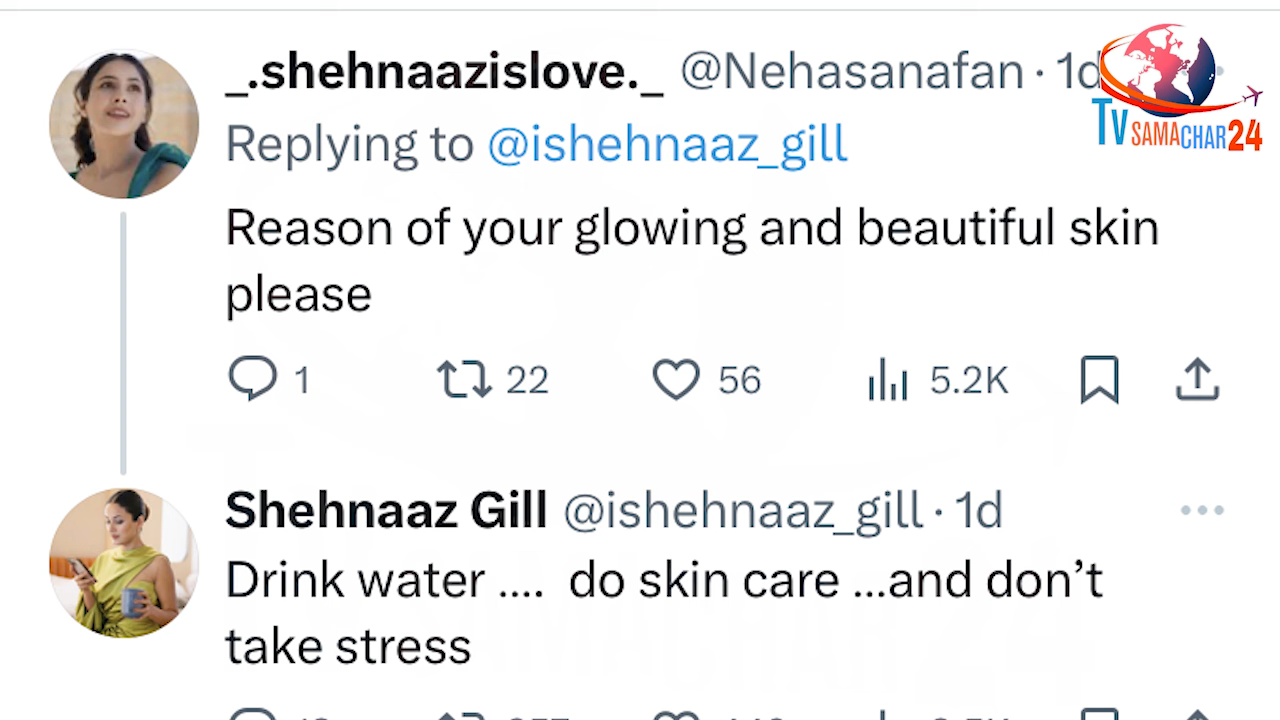 _.shehnaazislove._ @Nehasanafan · 1d
TV SAMACHAR24
Replying to @ishehnaaz_gill
Reason of your glowing and beautiful skin
please
1 22 56 5.2K
Shehnaaz Gill @ishehnaaz_gill · 1d
Drink water .... do skin care ...and don’t
take stress